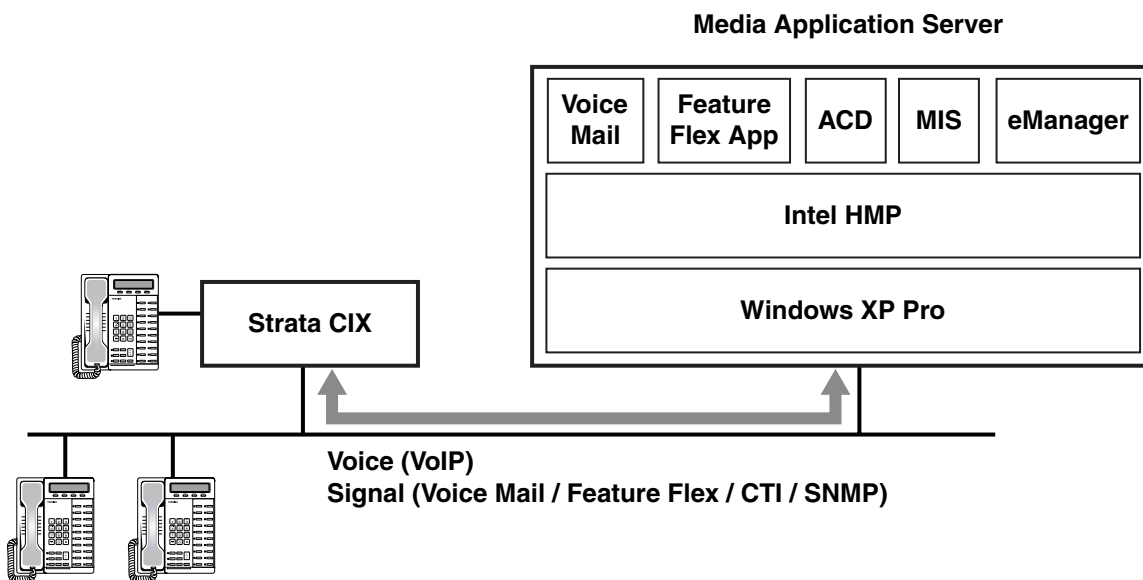 Media Application Server
Voice
Mail
Feature
Flex App
ACD
MIS
eManager
Intel HMP
Windows XP Pro
Strata CIX
Voice (VoIP)
Signal (Voice Mail / Feature Flex / CTI / SNMP)